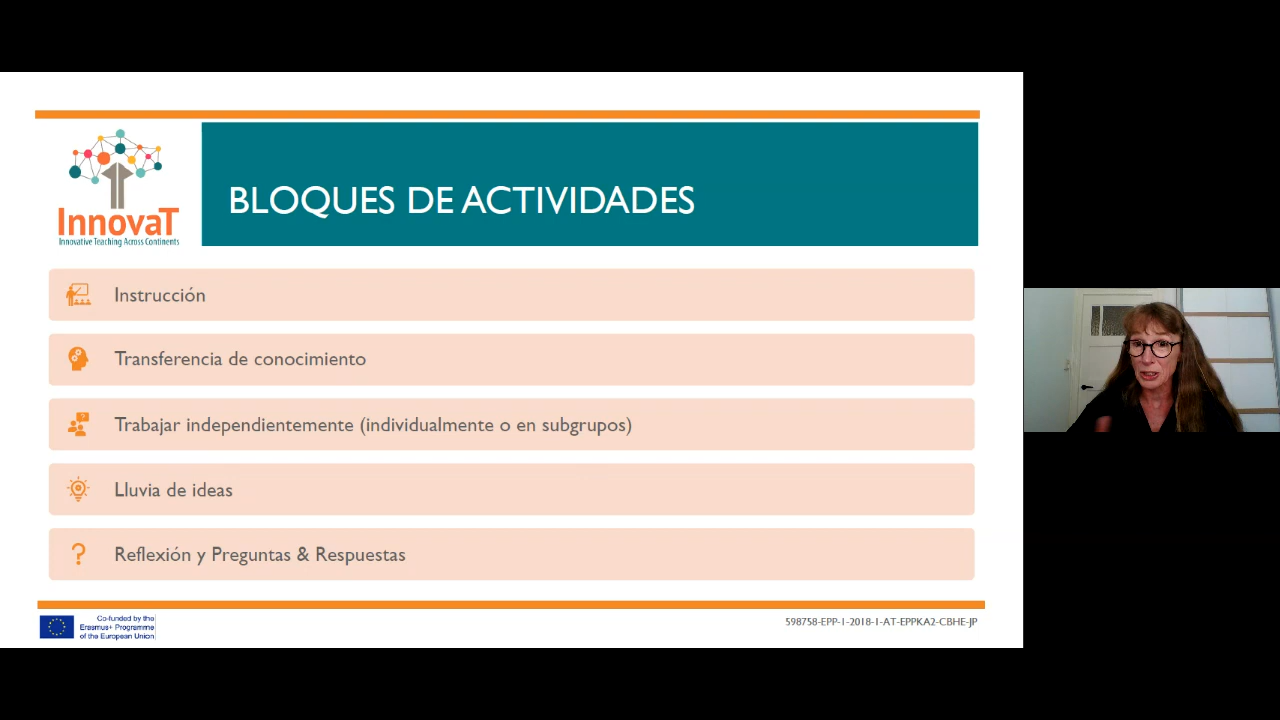 InnovaT
Innovative Teaching Across Continents
BLOQUES DE ACTIVIDADES
Instrucción
Transferencia de conocimiento
Trabajar independientemente (individualmente o en subgrupos)
Lluvia de ideas
Reflexión y Preguntas & Respuestas
Co-funded by the
Erasmus+ Programme
of the European Union
598758-EPP-1-2018-1-AT-EPPKA2-CBHE-JP